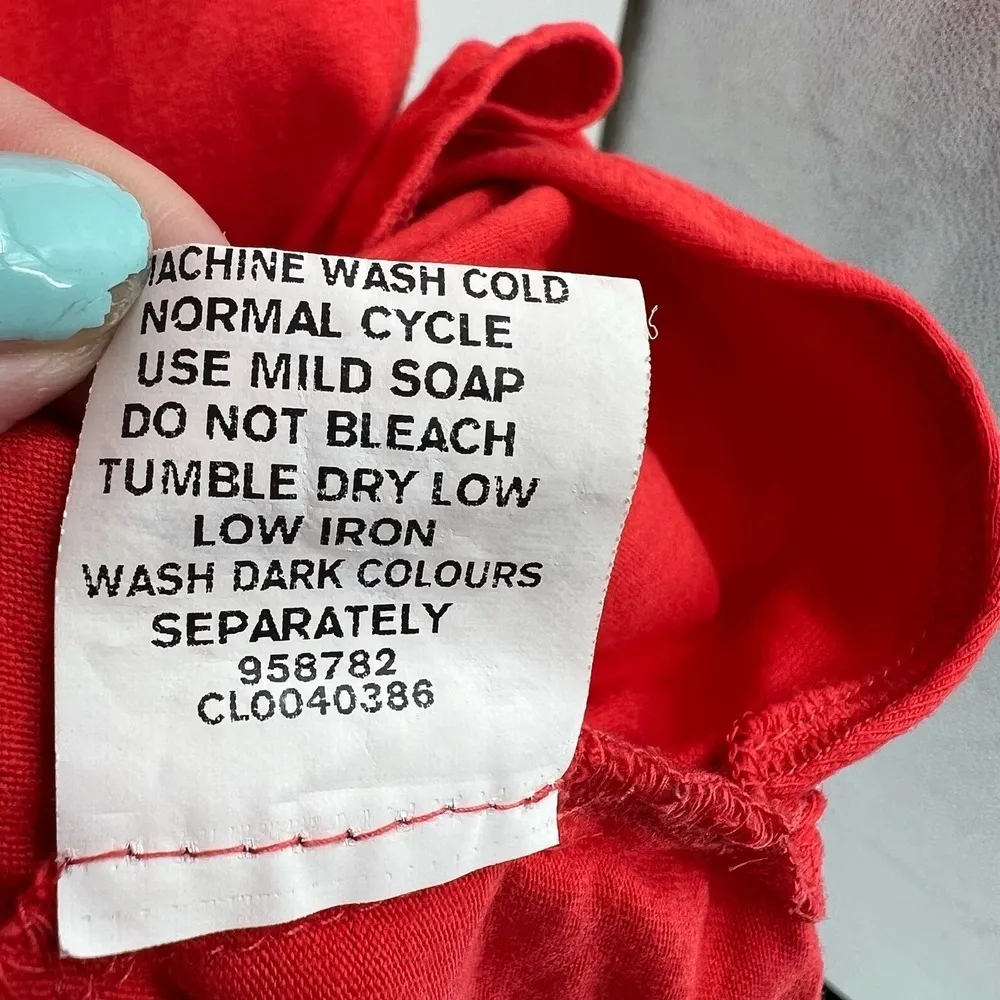 MACHINE WASH COLD
NORMAL CYCLE
USE MILD SOAP
DO NOT BLEACH
TUMBLE DRY LOW
LOW IRON
WASH DARK COLOURS
SEPARATELY
958782
CL0040386